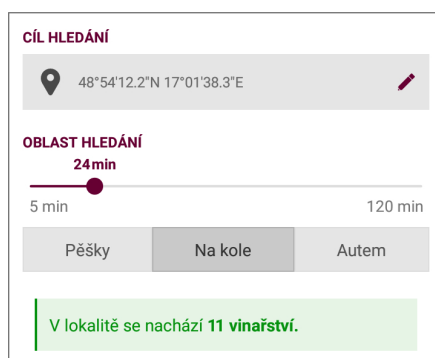 CÍL HLEDÁNÍ
48°54'12.2"N 17°01'38.3"E
OBLAST HLEDÁNÍ
24min
5 min 120 min
Pěšky Na kole Autem
V lokalitě se nachází 11 vinařství.